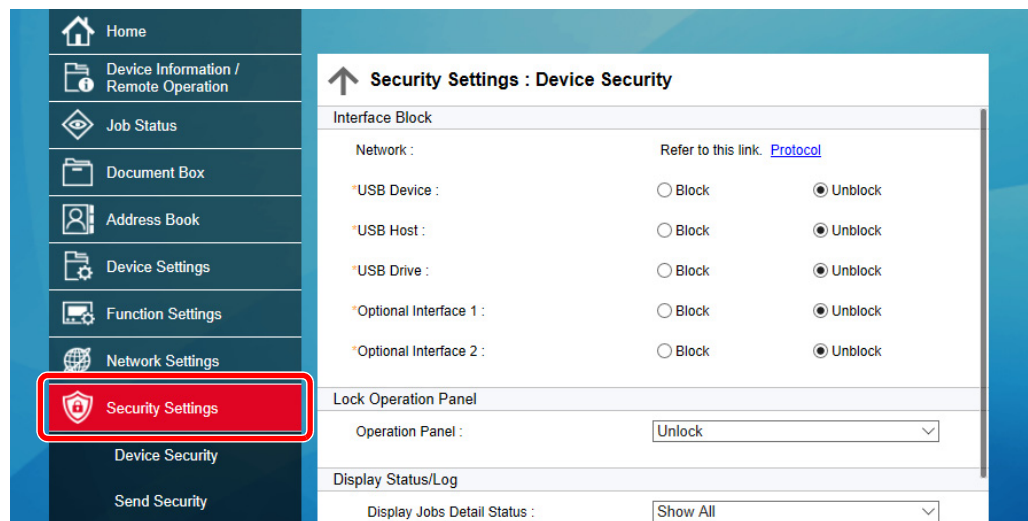 Home
Device Information /
Remote Operation
Job Status
Document Box
Address Book
Device Settings
Function Settings
Network Settings
Security Settings
Device Security
Send Security
Security Settings : Device Security
Interface Block
Network : Refer to this link. Protocol
*USB Device : Block Unblock
*USB Host : Block Unblock
*USB Drive : Block Unblock
*Optional Interface 1 : Block Unblock
*Optional Interface 2 : Block Unblock
Lock Operation Panel
Operation Panel : Unlock
Display Status/Log
Display Jobs Detail Status : Show All